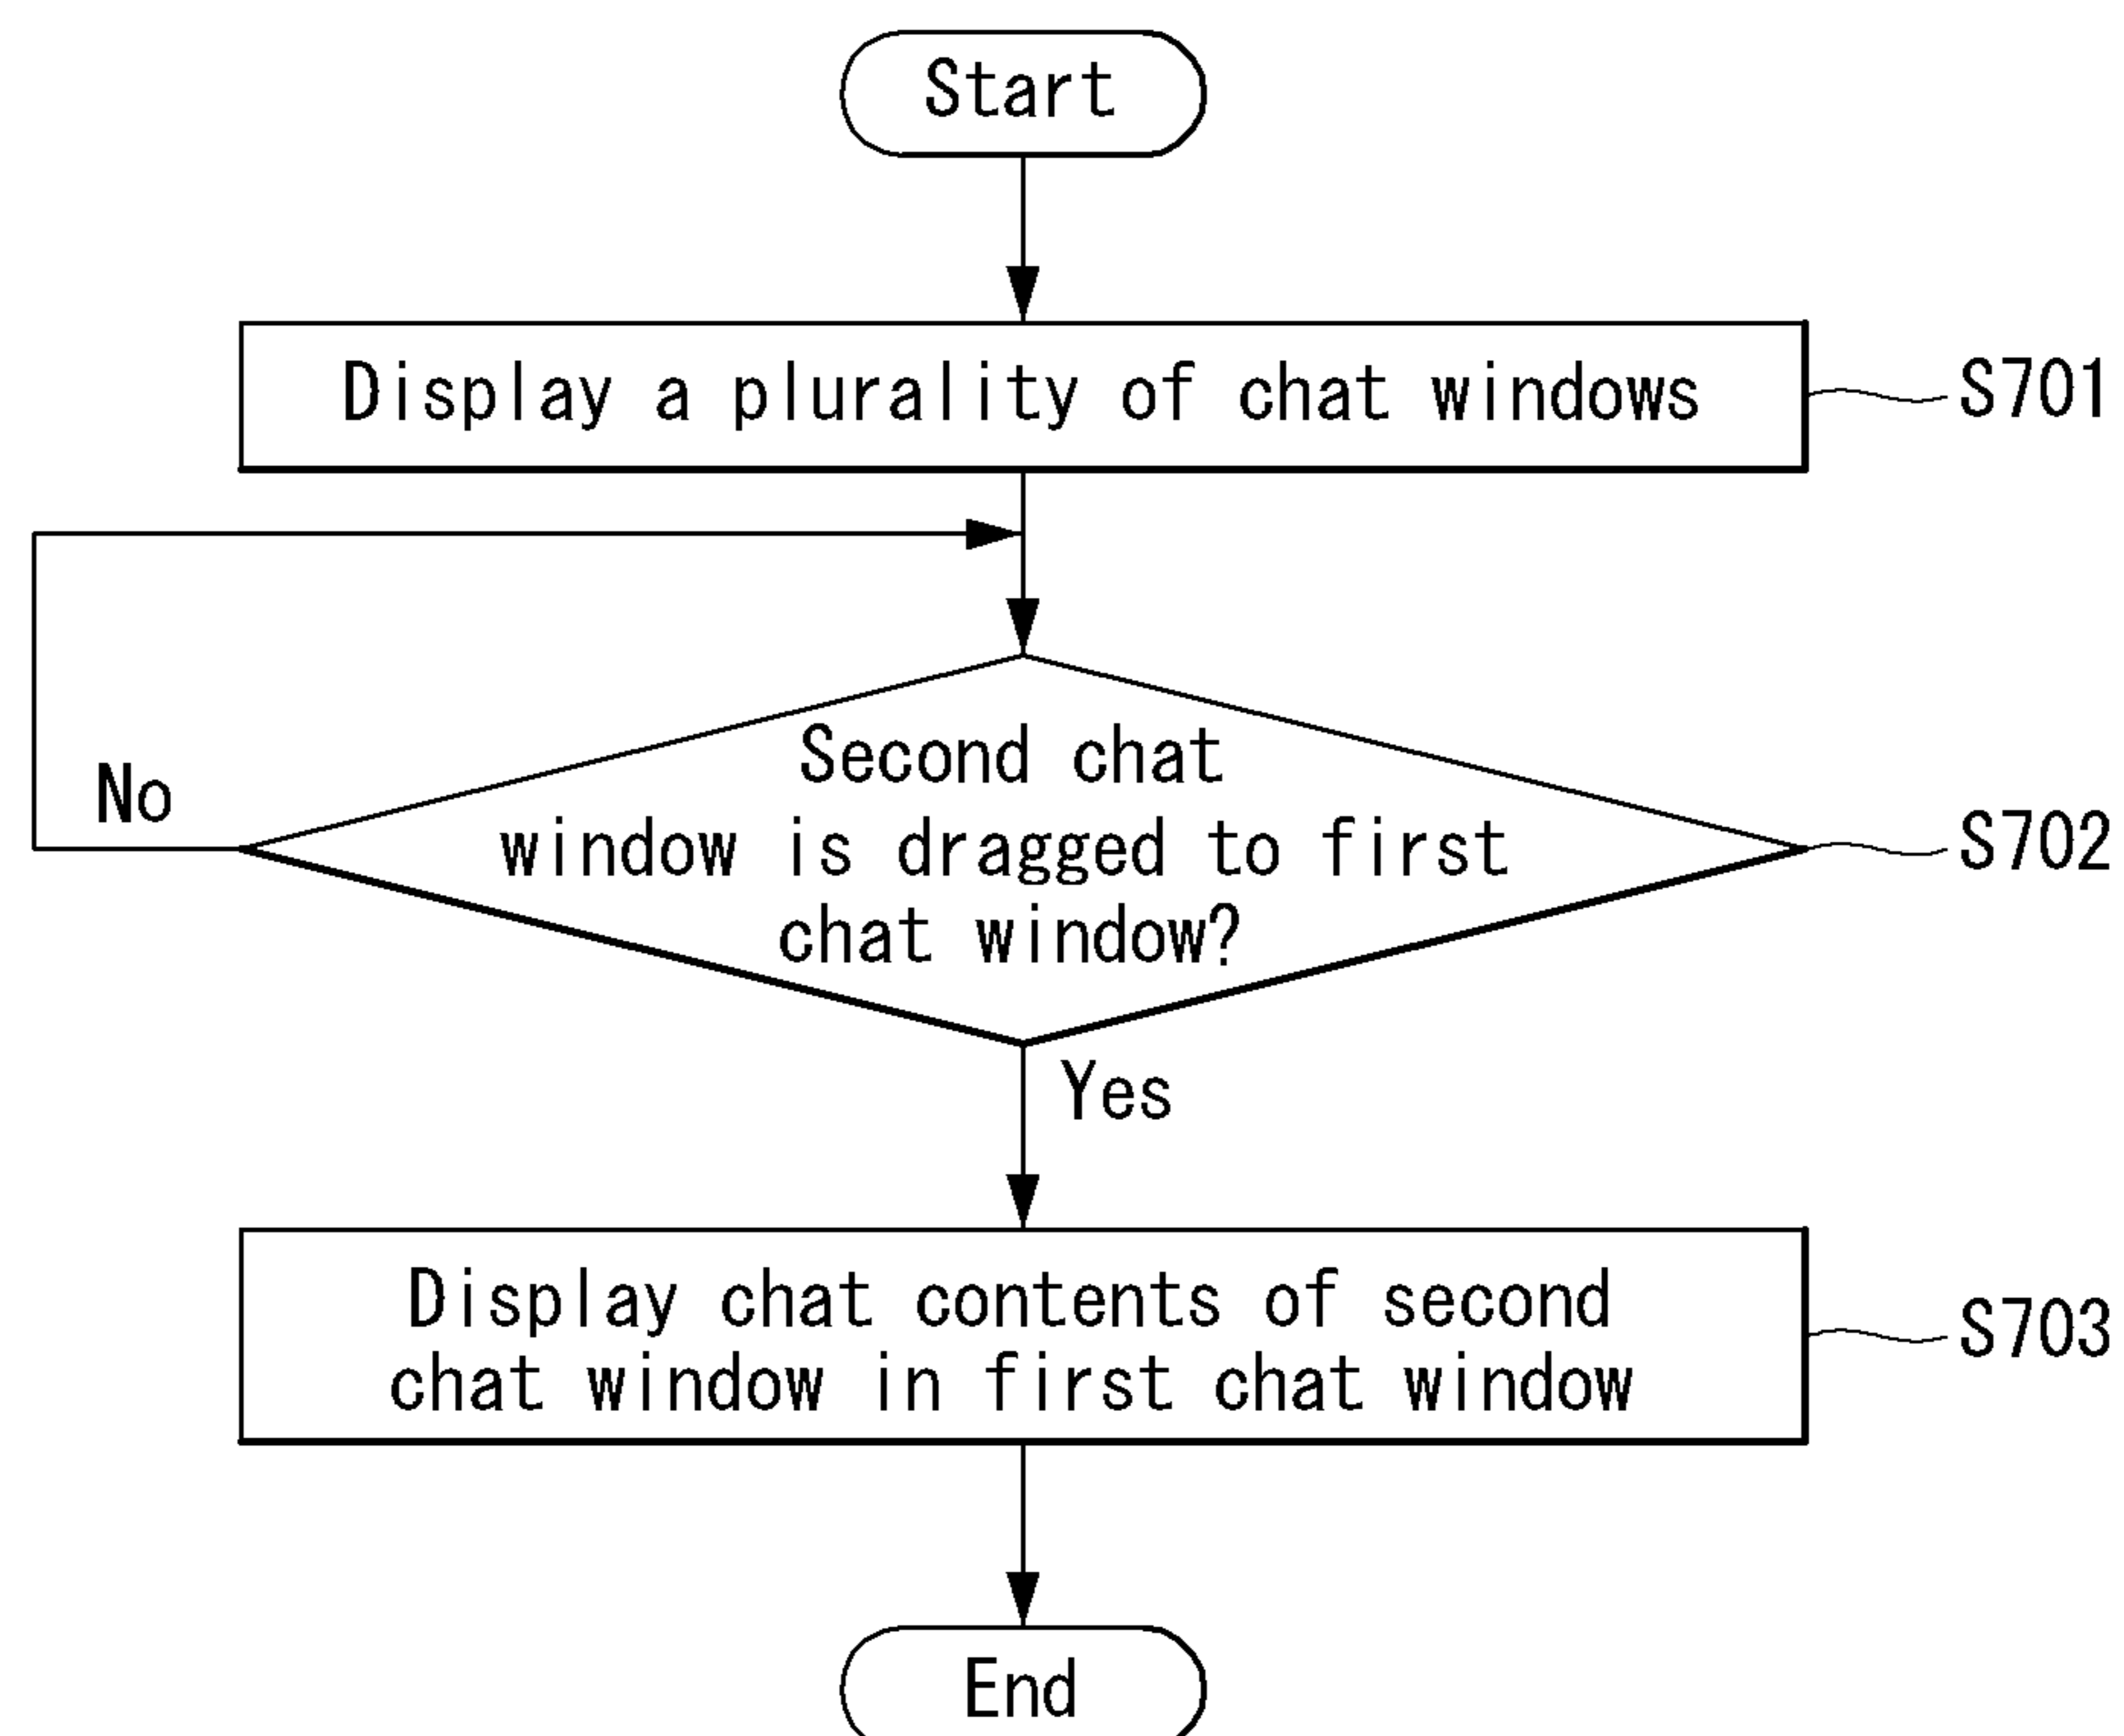 Start
Display a plurality of chat windows
S701
Second chat
window is dragged to first
chat window?
No
S702
Yes
Display chat contents of second
chat window in first chat window
S703
End